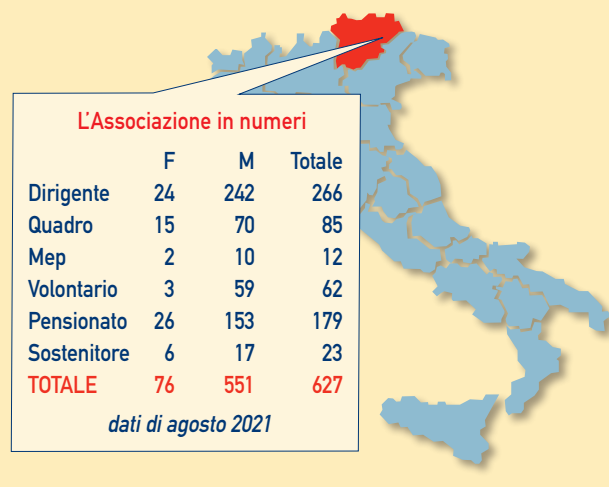 L'Associazione in numeri
F M Totale
Dirigente 24 242 266
Quadro 15 70 85
Mep 2 10 12
Volontario 3 59 62
Pensionato 26 153 179
Sostenitore 6 17 23
TOTALE 76 551 627
dati di agosto 2021